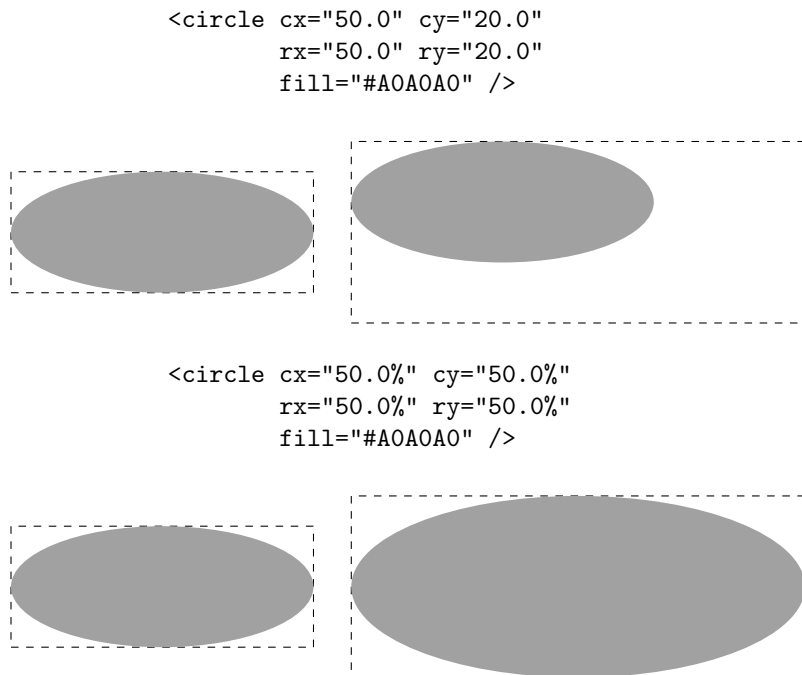 <circle cx="50.0" cy="20.0"
rx="50.0" ry="20.0"
fill="#A0A0A0" />
<circle cx="50.0%" cy="50.0%"
rx="50.0%" ry="50.0%"
fill="#A0A0A0" />